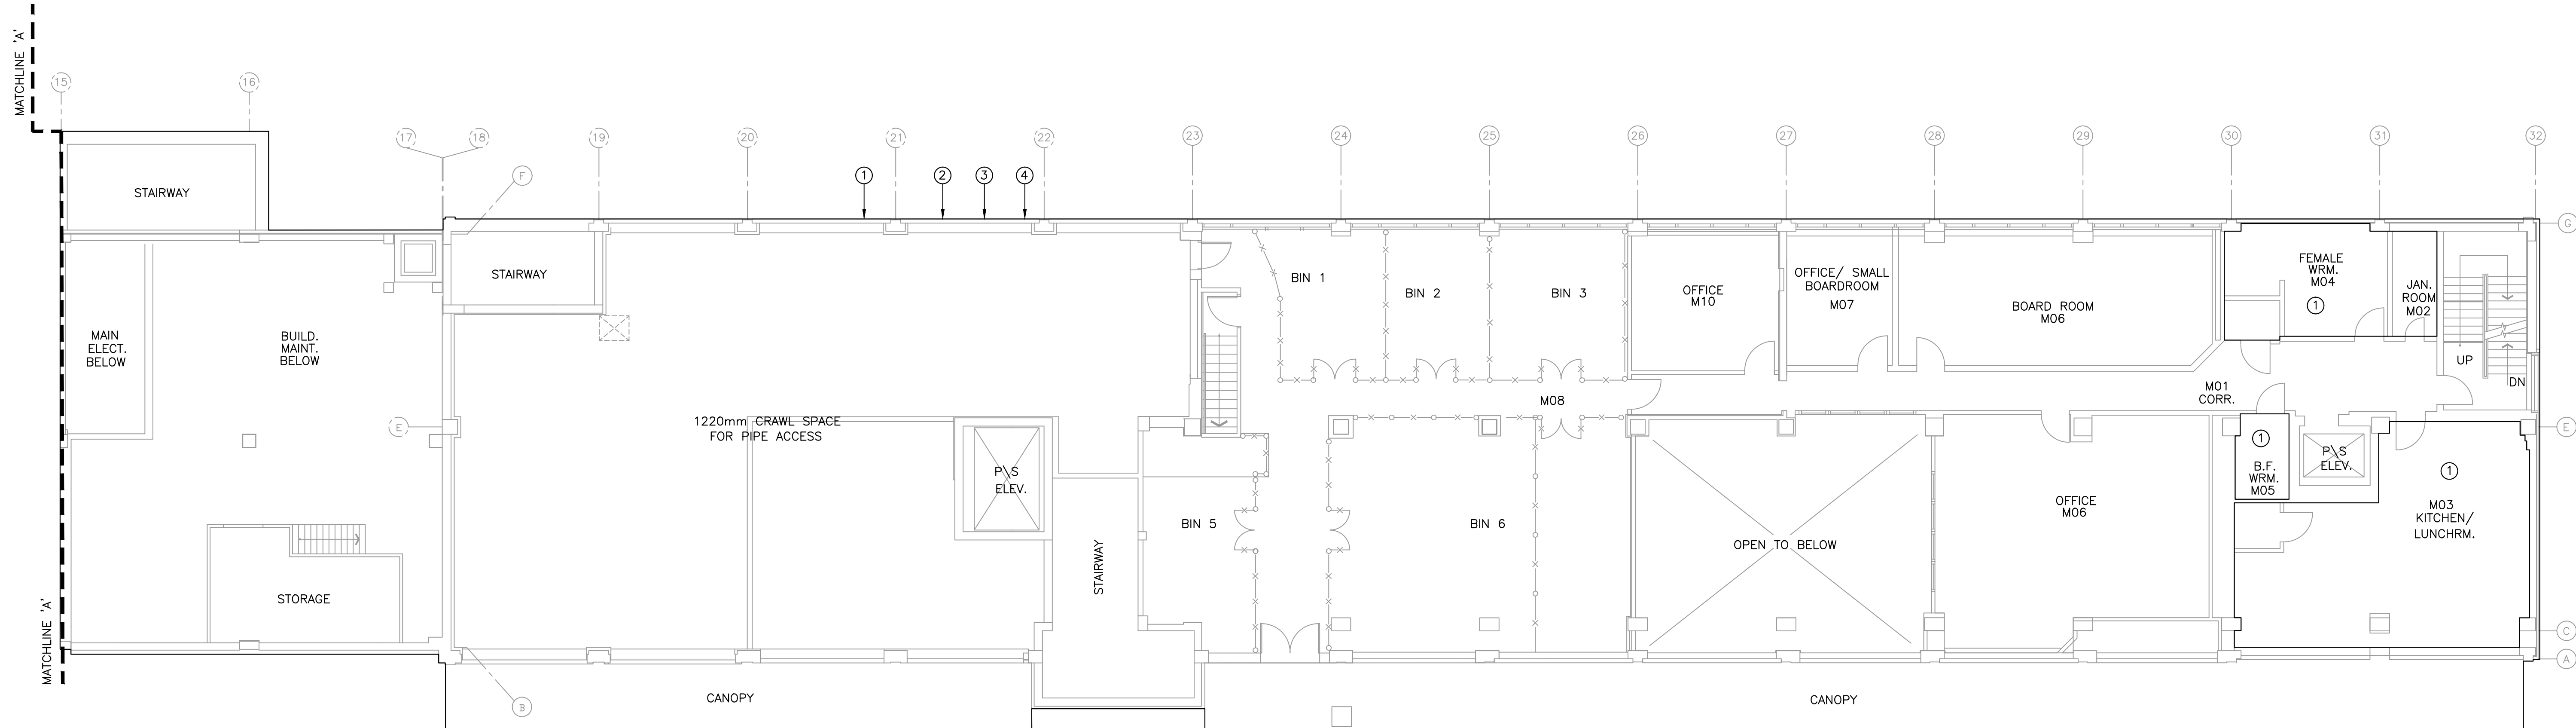 MATCHLINE 'A'
15
16
17
18
19
20
21
22
23
24
25
26
27
28
29
30
31
32
F
1
2
3
4
G
STAIRWAY
STAIRWAY
MAIN
ELECT.
BELOW
BUILD.
MAINT.
BELOW
BIN 1
BIN 2
BIN 3
OFFICE
M10
OFFICE/ SMALL
BOARDROOM
M07
BOARD ROOM
M06
FEMALE
WRM.
M04
1
JAN.
ROOM
M02
UP
DN
M01
CORR.
M08
E
1220mm CRAWL SPACE
FOR PIPE ACCESS
E
P\S
ELEV.
1
B.F.
WRM.
M05
P\S
ELEV.
1
M03
KITCHEN/
LUNCHRM.
BIN 5
BIN 6
OPEN TO BELOW
OFFICE
M06
STAIRWAY
STORAGE
MATCHLINE 'A'
C
A
B
CANOPY
CANOPY